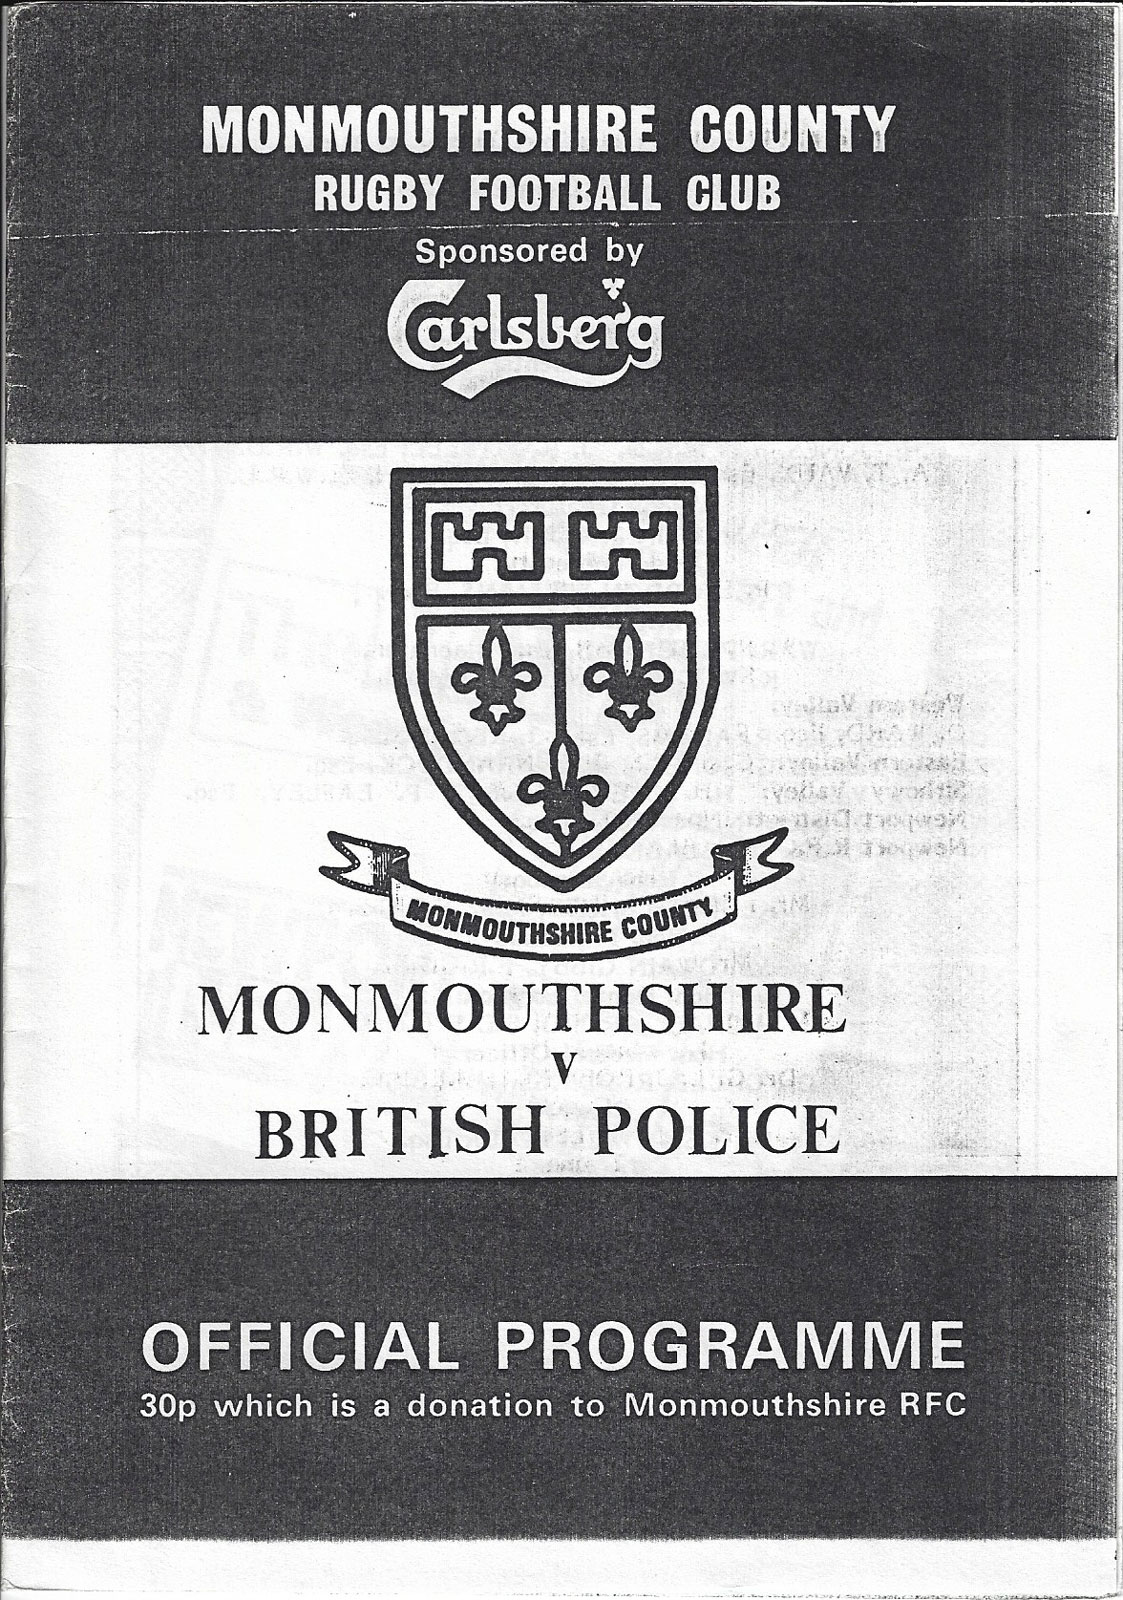 MONMOUTHSHIRE COUNTY
RUGBY FOOTBALL CLUB
Sponsored by
Carlsberg
MONMOUTHSHIRE COUNTY
MONMOUTHSHIRE
V
BRITISH POLICE
OFFICIAL PROGRAMME
30p which is a donation to Monmouthshire RFC